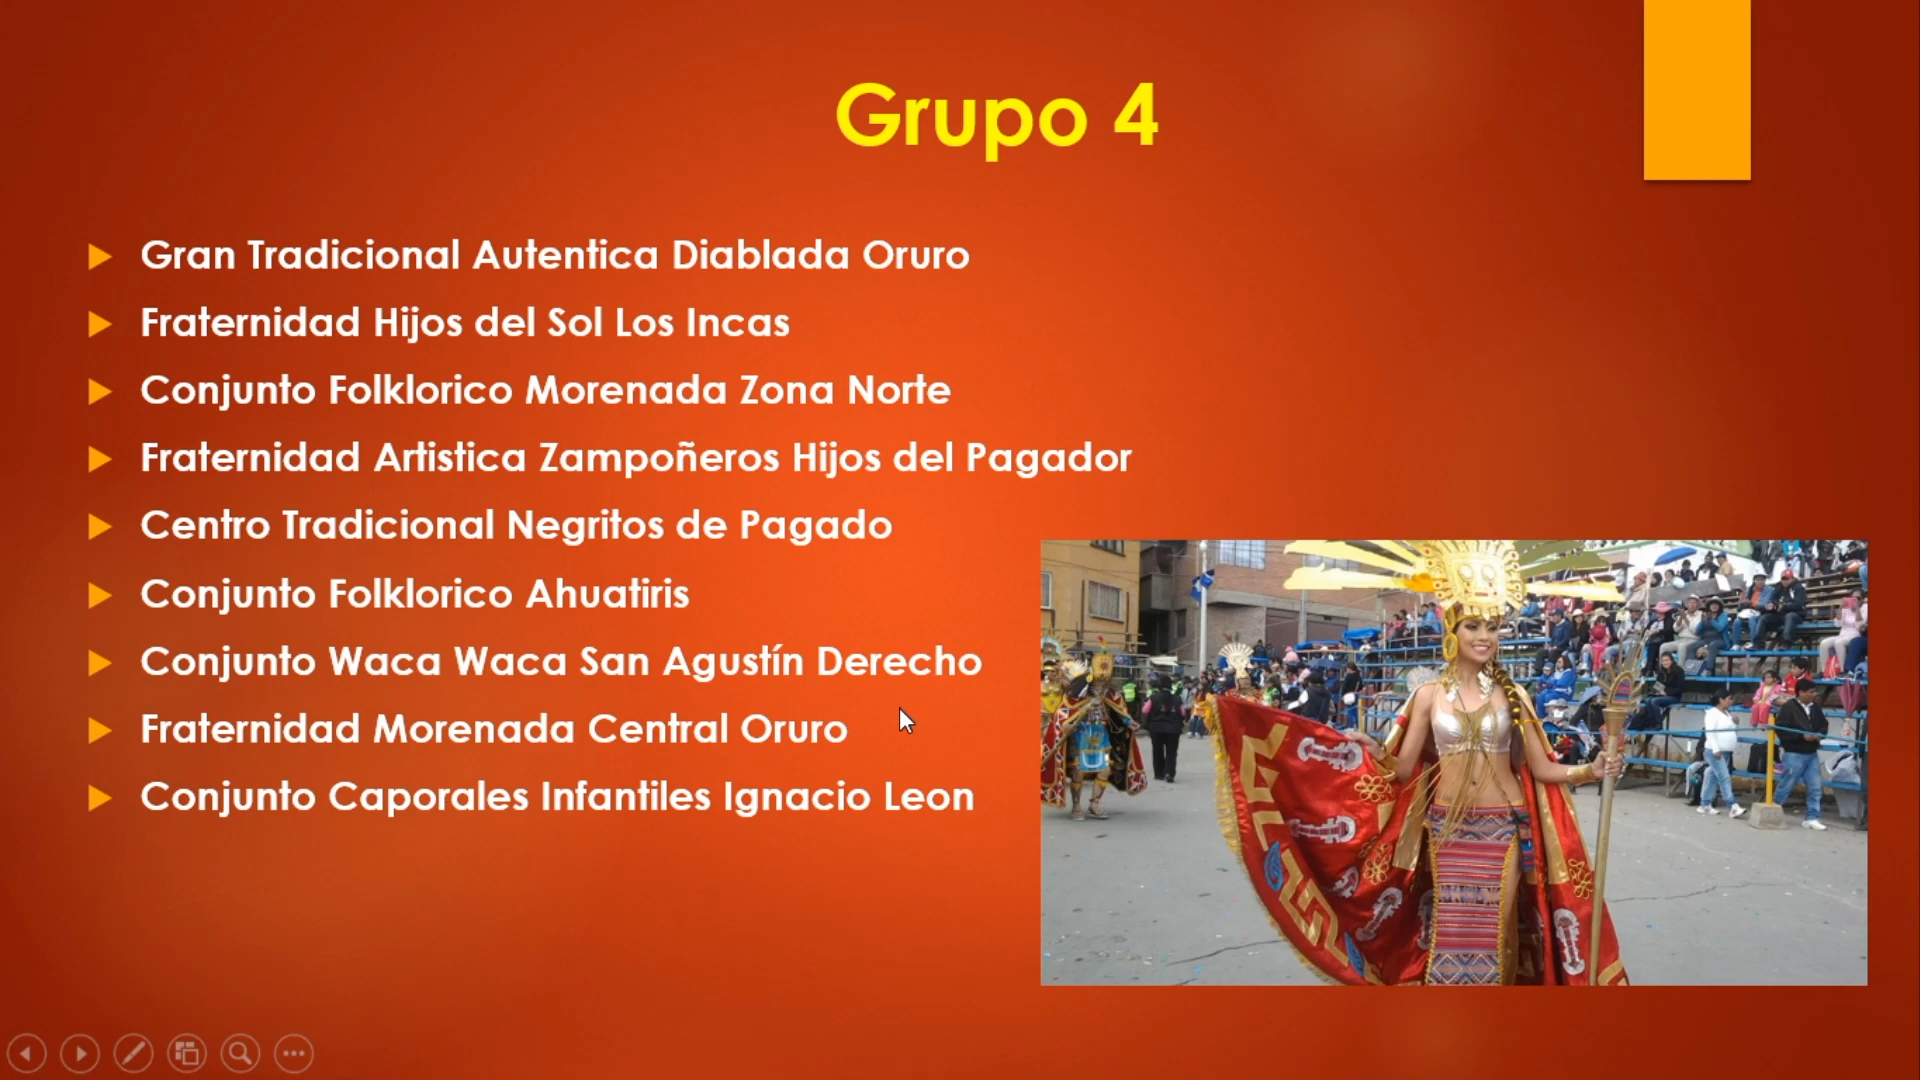 Grupo 4
Gran Tradicional Autentica Diablada Oruro
Fraternidad Hijos del Sol Los Incas
Conjunto Folklorico Morenada Zona Norte
Fraternidad Artistica Zampoñeros Hijos del Pagador
Centro Tradicional Negritos de Pagado
Conjunto Folklorico Ahuatiris
Conjunto Waca Waca San Agustín Derecho
Fraternidad Morenada Central Oruro
Conjunto Caporales Infantiles Ignacio Leon